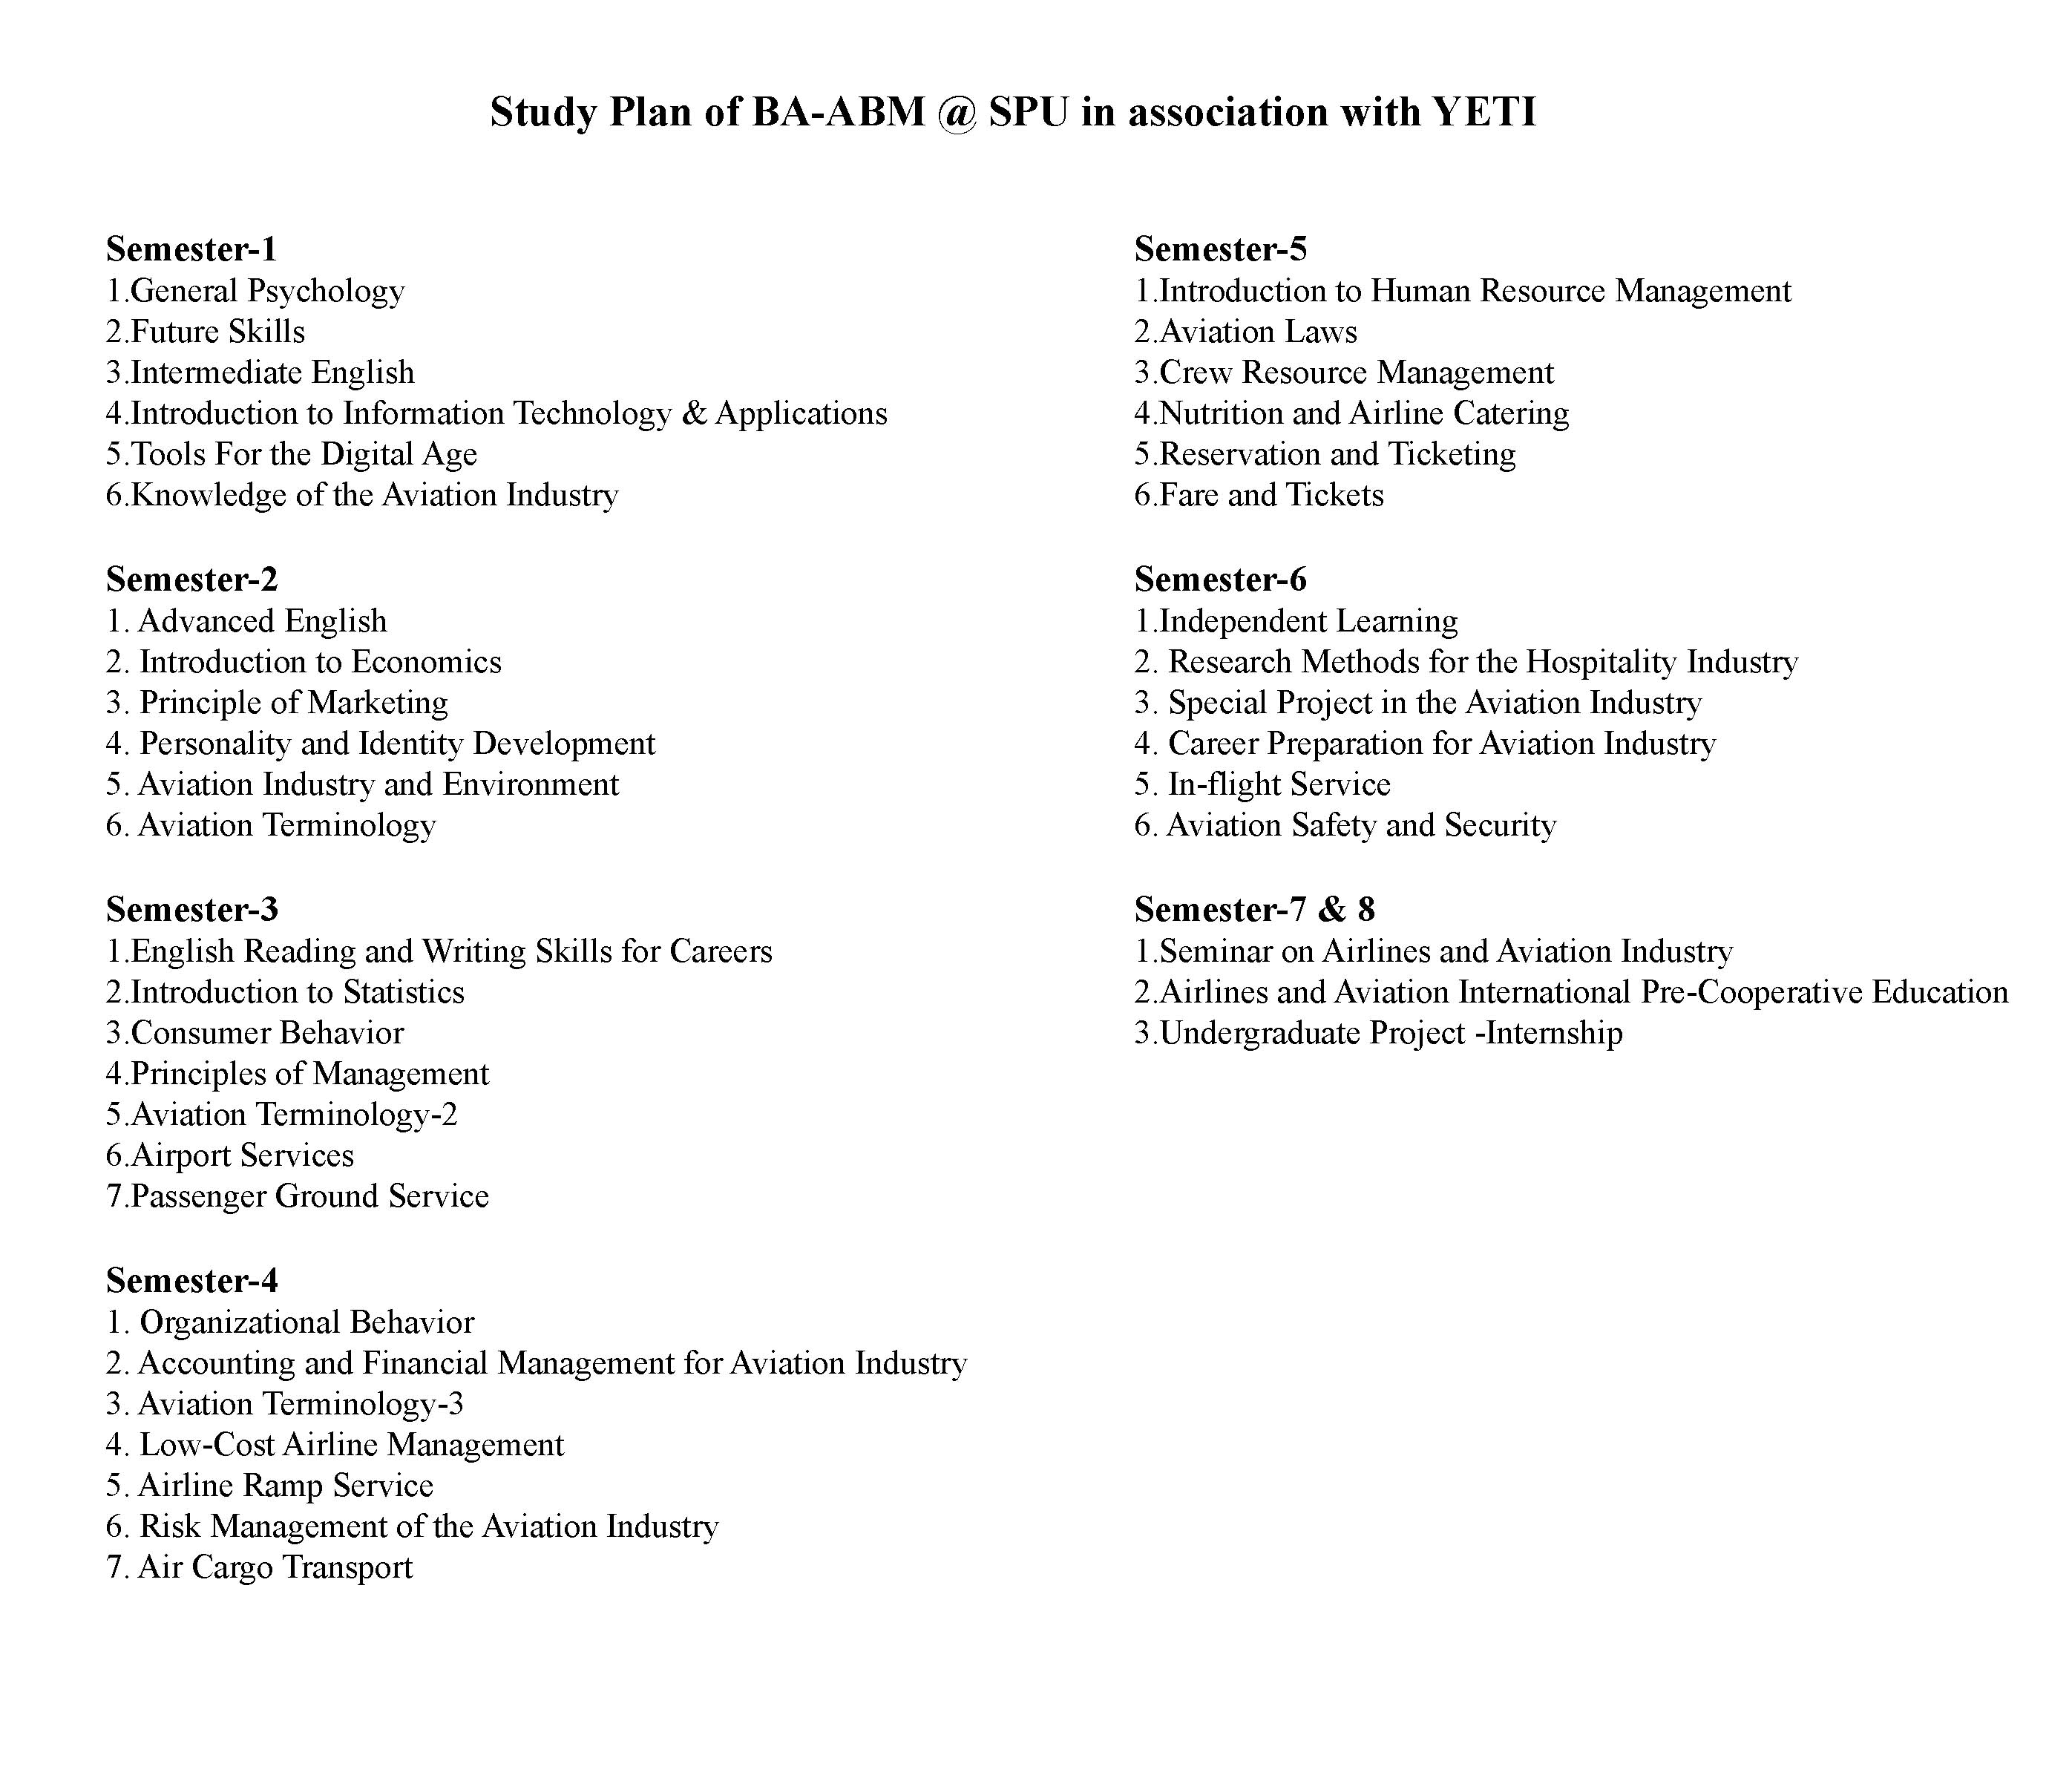 Study Plan of BA-ABM @ SPU in association with YETI
Semester-1
1.General Psychology
2.Future Skills
3.Intermediate English
4.Introduction to Information Technology & Applications
5.Tools For the Digital Age
6.Knowledge of the Aviation Industry
Semester-2
1. Advanced English
2. Introduction to Economics
3. Principle of Marketing
4. Personality and Identity Development
5. Aviation Industry and Environment
6. Aviation Terminology
Semester-3
1.English Reading and Writing Skills for Careers
2.Introduction to Statistics
3.Consumer Behavior
4.Principles of Management
5.Aviation Terminology-2
6.Airport Services
7.Passenger Ground Service
Semester-4
1. Organizational Behavior
2. Accounting and Financial Management for Aviation Industry
3. Aviation Terminology-3
4. Low-Cost Airline Management
5. Airline Ramp Service
6. Risk Management of the Aviation Industry
7. Air Cargo Transport
Semester-5
1.Introduction to Human Resource Management
2.Aviation Laws
3.Crew Resource Management
4.Nutrition and Airline Catering
5.Reservation and Ticketing
6.Fare and Tickets
Semester-6
1.Independent Learning
2. Research Methods for the Hospitality Industry
3. Special Project in the Aviation Industry
4. Career Preparation for Aviation Industry
5. In-flight Service
6. Aviation Safety and Security
Semester-7 & 8
1.Seminar on Airlines and Aviation Industry
2.Airlines and Aviation International Pre-Cooperative Education
3.Undergraduate Project -Internship